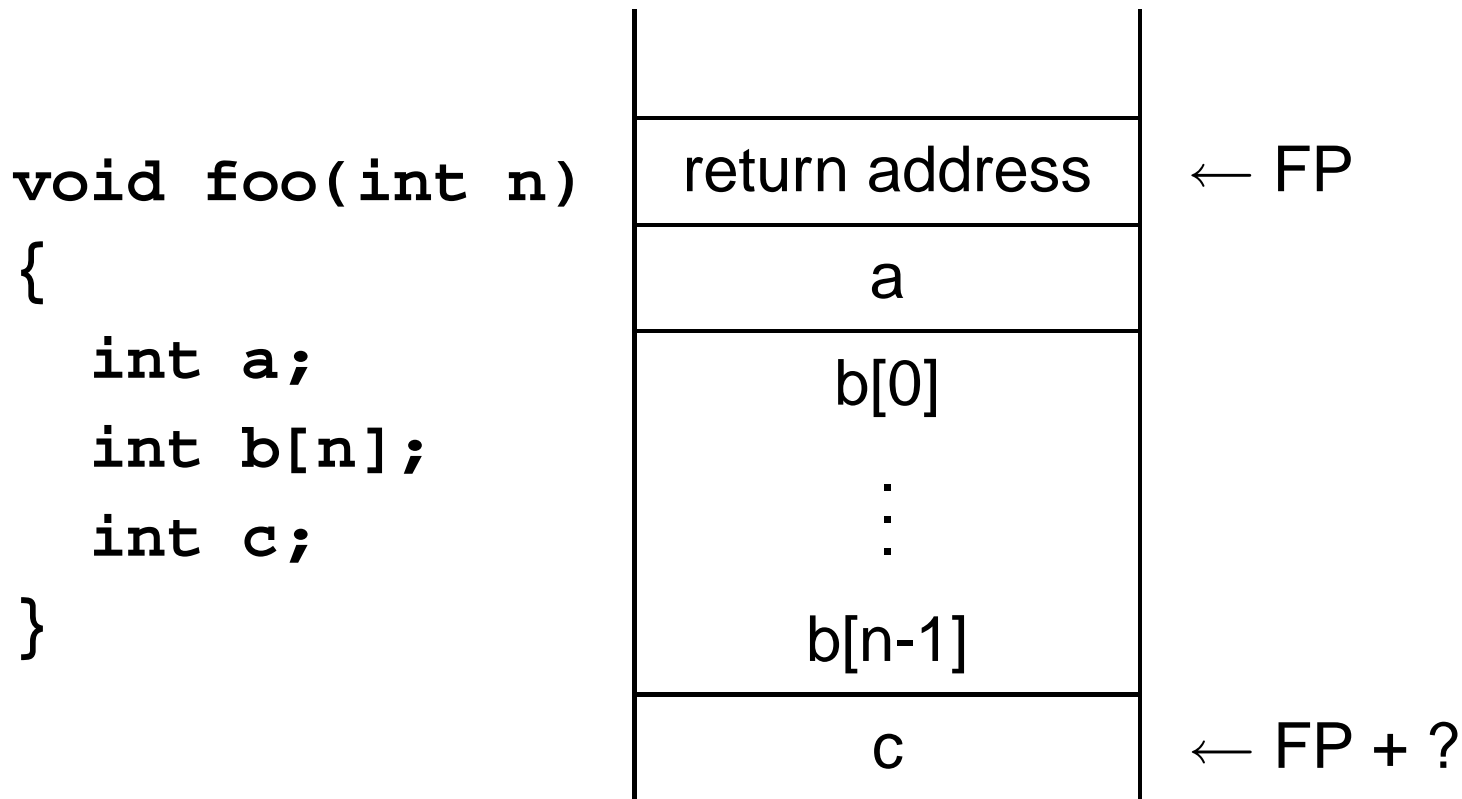 void foo(int n)
{
int a;
int b[n];
int c;
}
return address ← FP
a
b[0]
.
.
.
b[n-1]
c ← FP + ?